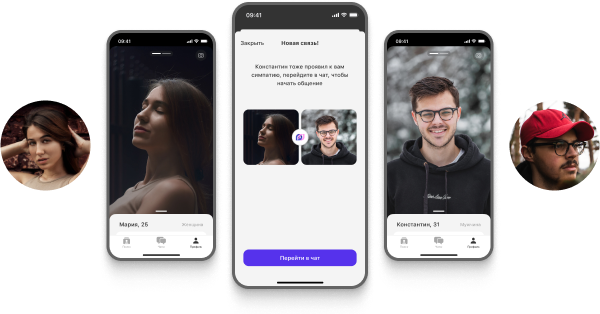 09:41
Мария, 25
Женщина
Профиль
09:41
Закрыть
Новая связь!
Константин тоже проявил к вам
симпатию, перейдите в чат, чтобы
начать общение
Перейти в чат
09:41
Константин, 31
Мужчина
Профиль